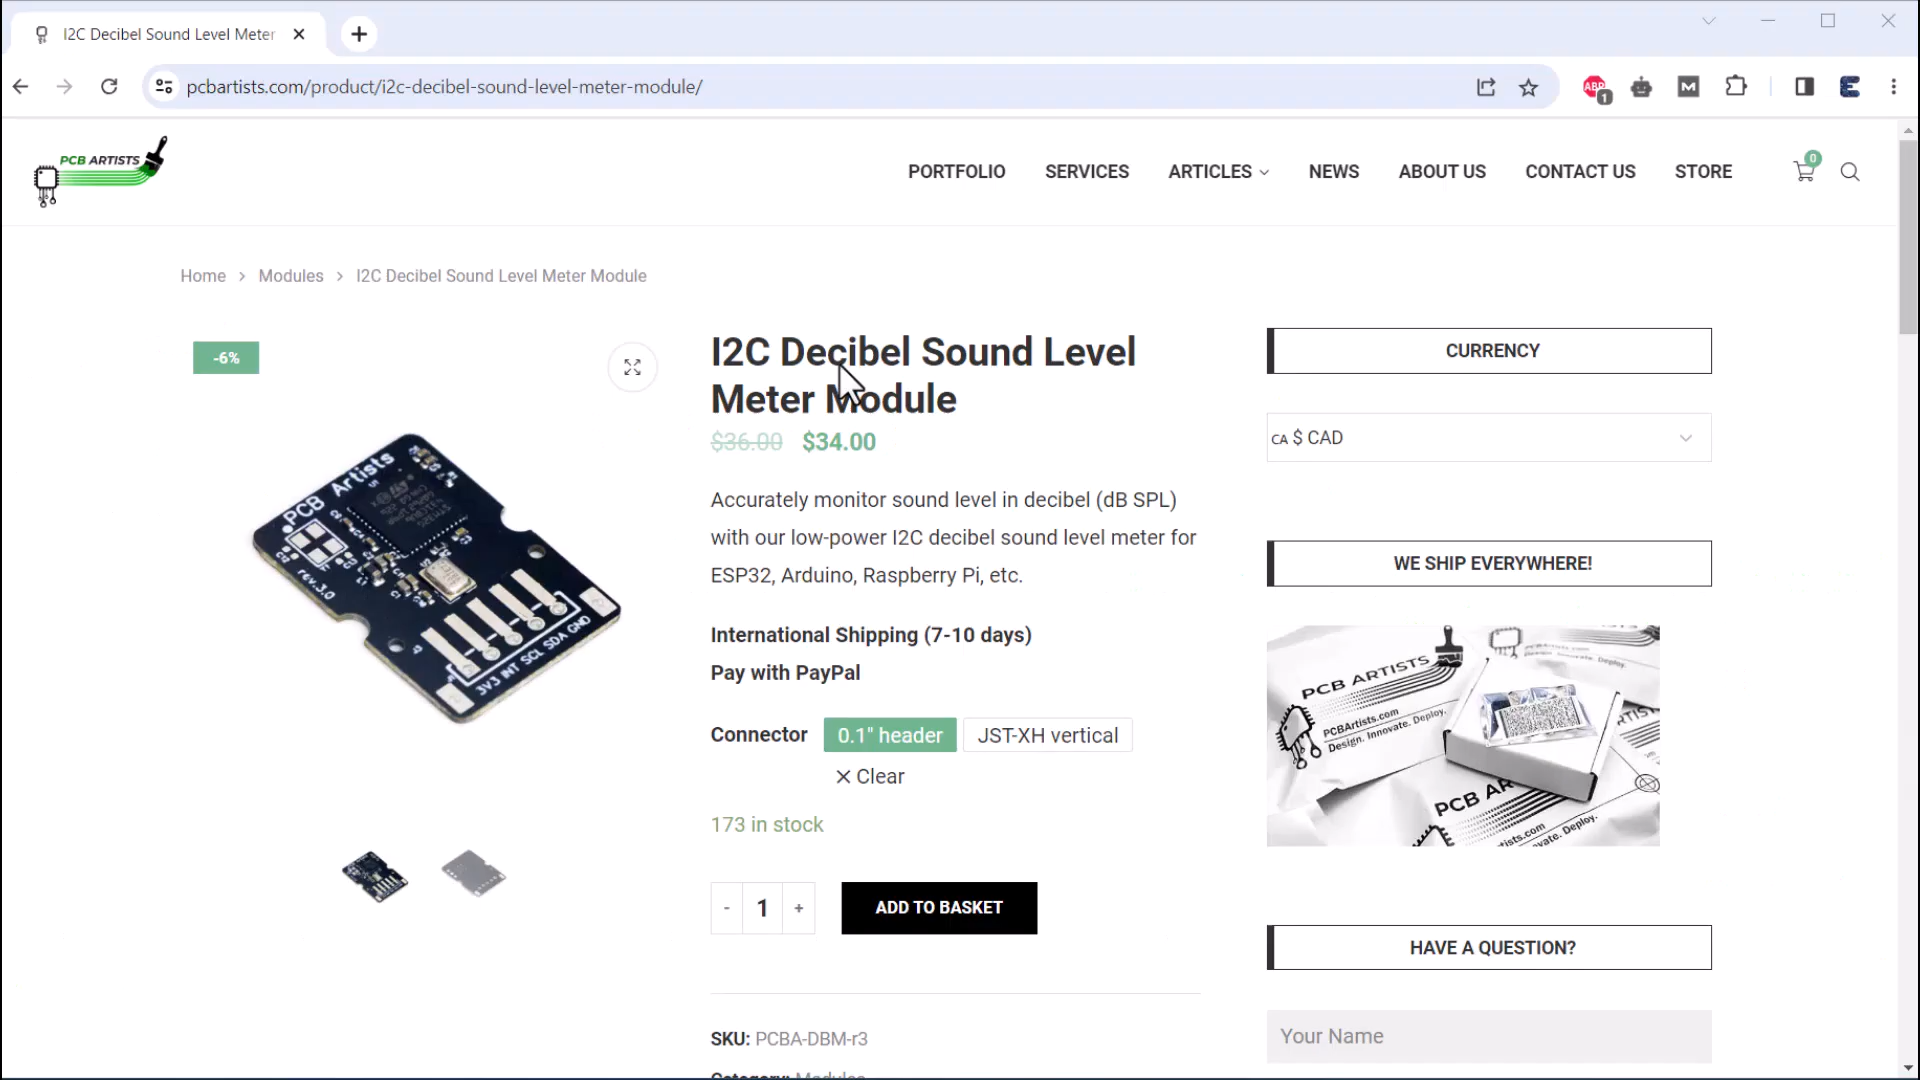 I2C Decibel Sound Level Meter
pcbartists.com/product/i2c-decibel-sound-level-meter-module/
ABP
1
M
E
PCB ARTISTS
PORTFOLIO
SERVICES
ARTICLES
NEWS
ABOUT US
CONTACT US
STORE
0
Home
Modules
I2C Decibel Sound Level Meter Module
-6%
PCB Artists
rev.3.0
3V3 INT SCL SDA GND
I2C Decibel Sound Level
Meter Module
$36.00 $34.00
Accurately monitor sound level in decibel (dB SPL)
with our low-power I2C decibel sound level meter for
ESP32, Arduino, Raspberry Pi, etc.
International Shipping (7-10 days)
Pay with PayPal
Connector
0.1" header
JST-XH vertical
Clear
173 in stock
-
1
+
ADD TO BASKET
SKU: PCBA-DBM-r3
Category: Modules
CURRENCY
CA $ CAD
WE SHIP EVERYWHERE!
PCB ARTISTS
PCBArtists.com
Design. Innovate. Deploy.
HAVE A QUESTION?
Your Name